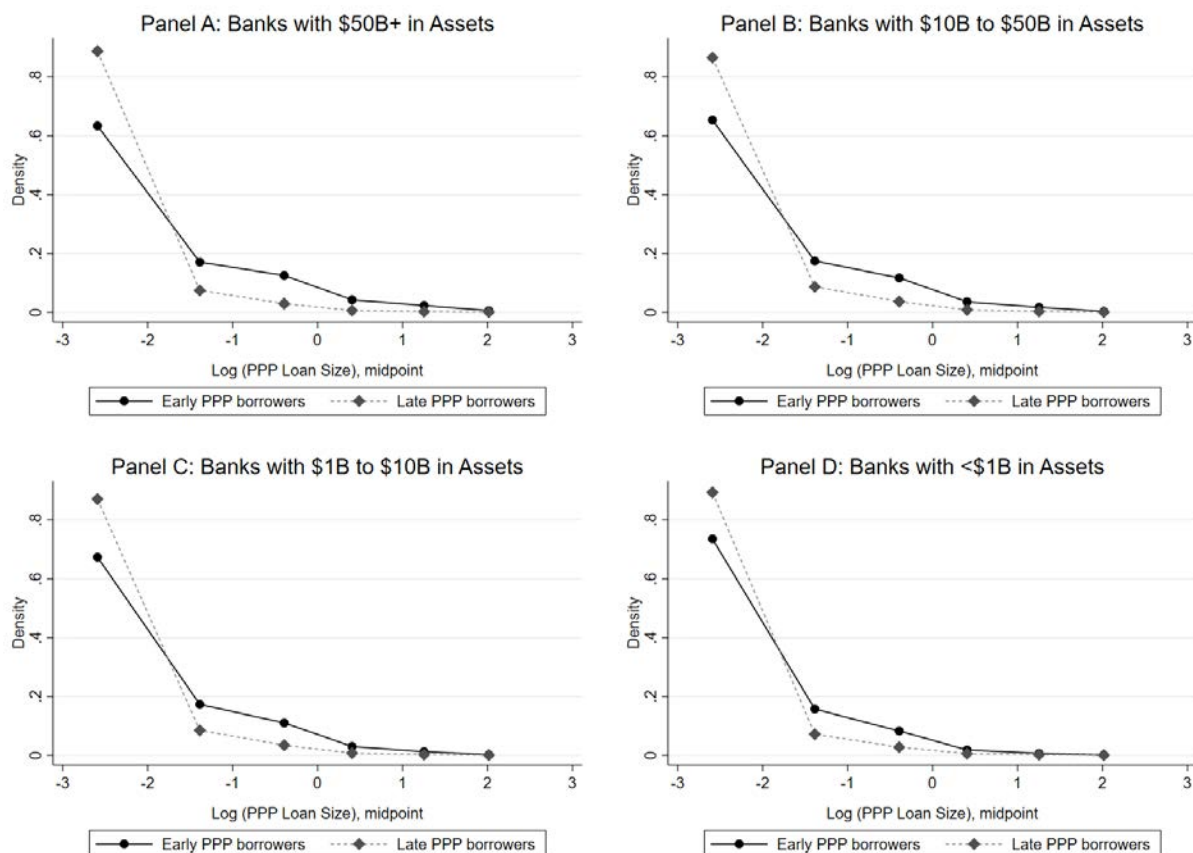 Panel A: Banks with $50B+ in Assets
Density
.8
.6
.4
.2
0
-3 -2 -1 0 1 2 3
Log (PPP Loan Size), midpoint
Early PPP borrowers Late PPP borrowers
Panel B: Banks with $10B to $50B in Assets
Density
.8
.6
.4
.2
0
-3 -2 -1 0 1 2 3
Log (PPP Loan Size), midpoint
Early PPP borrowers Late PPP borrowers
Panel C: Banks with $1B to $10B in Assets
Density
.8
.6
.4
.2
0
-3 -2 -1 0 1 2 3
Log (PPP Loan Size), midpoint
Early PPP borrowers Late PPP borrowers
Panel D: Banks with <$1B in Assets
Density
.8
.6
.4
.2
0
-3 -2 -1 0 1 2 3
Log (PPP Loan Size), midpoint
Early PPP borrowers Late PPP borrowers